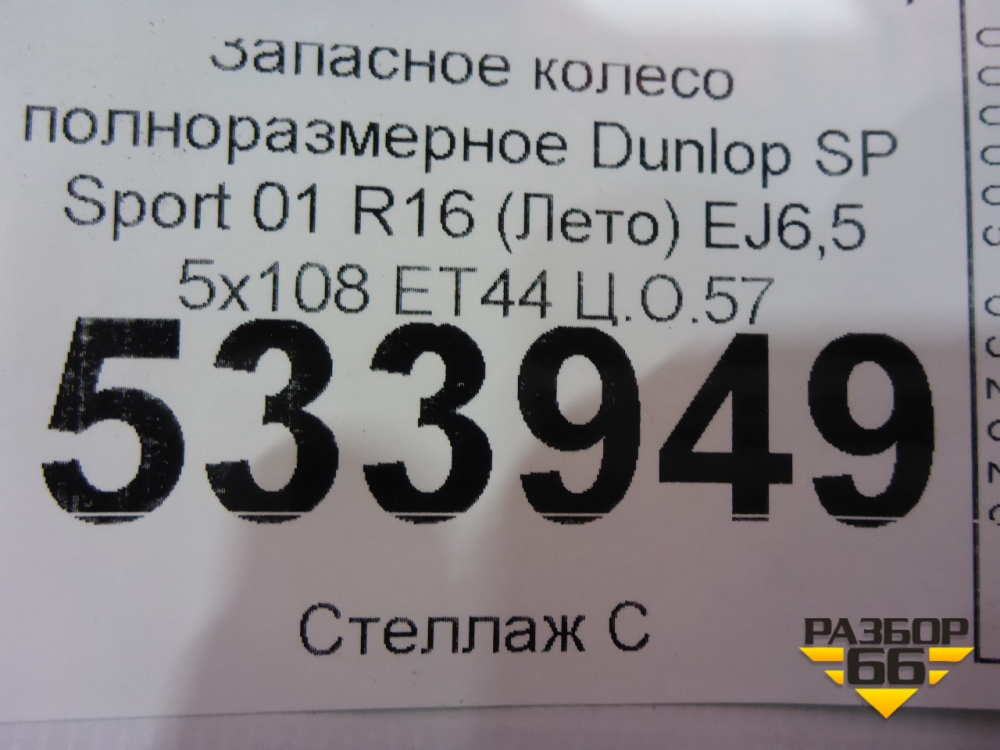 Запасное колесо
полноразмерное Dunlop SP
Sport 01 R16 (Лето) EJ6,5
5x108 ET44 Ц.О.57
533949
Стеллаж С
РАЗБОР
66